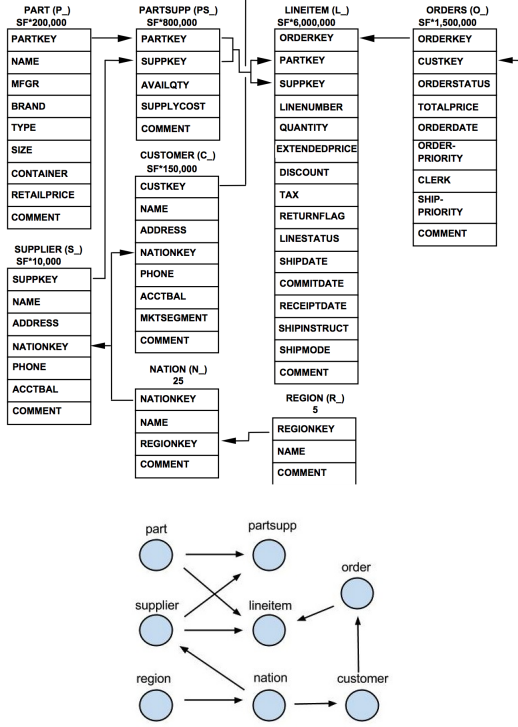 PART (P_)
SF*200,000
PARTKEY
NAME
MFGR
BRAND
TYPE
SIZE
CONTAINER
RETAILPRICE
COMMENT
PARTSUPP (PS_)
SF*800,000
PARTKEY
SUPPKEY
AVAILQTY
SUPPLYCOST
COMMENT
LINEITEM (L_)
SF*6,000,000
ORDERKEY
PARTKEY
SUPPKEY
LINENUMBER
QUANTITY
EXTENDEDPRICE
DISCOUNT
TAX
RETURNFLAG
LINESTATUS
SHIPDATE
COMMITDATE
RECEIPTDATE
SHIPINSTRUCT
SHIPMODE
COMMENT
ORDERS (O_)
SF*1,500,000
ORDERKEY
CUSTKEY
ORDERSTATUS
TOTALPRICE
ORDERDATE
ORDER-
PRIORITY
CLERK
SHIP-
PRIORITY
COMMENT
CUSTOMER (C_)
SF*150,000
CUSTKEY
NAME
ADDRESS
NATIONKEY
PHONE
ACCTBAL
MKTSEGMENT
COMMENT
SUPPLIER (S_)
SF*10,000
SUPPKEY
NAME
ADDRESS
NATIONKEY
PHONE
ACCTBAL
COMMENT
NATION (N_)
25
NATIONKEY
NAME
REGIONKEY
COMMENT
REGION (R_)
5
REGIONKEY
NAME
COMMENT
part
partsupp
order
supplier
lineitem
region
nation
customer